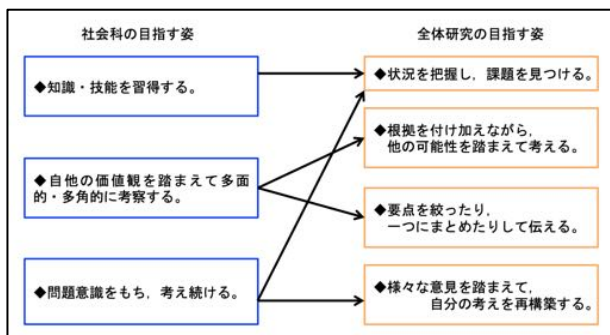 社会科の目指す姿
◆知識・技能を習得する。
◆自他の価値観を踏まえて多面
的・多角的に考察する。
◆問題意識をもち，考え続ける。
全体研究の目指す姿
◆状況を把握し，課題を見つける。
◆根拠を付け加えながら，
他の可能性を踏まえて考える。
◆要点を絞ったり，
一つにまとめたりして伝える。
◆様々な意見を踏まえて，
自分の考えを再構築する。